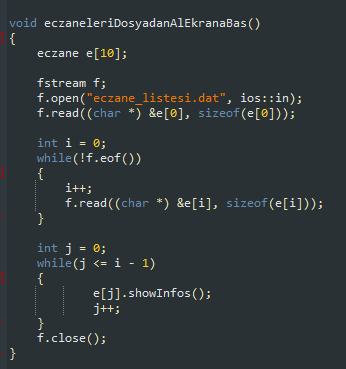 void eczaneleriDosyadanAlEkranaBas()
{
eczane e[10];
fstream f;
f.open("eczane_listesi.dat", ios::in);
f.read((char *) &e[0], sizeof(e[0]));
int i = 0;
while(!f.eof())
{
i++;
f.read((char *) &e[i], sizeof(e[i]));
}
int j = 0;
while(j <= i - 1)
{
e[j].showInfos();
j++;
}
f.close();
}